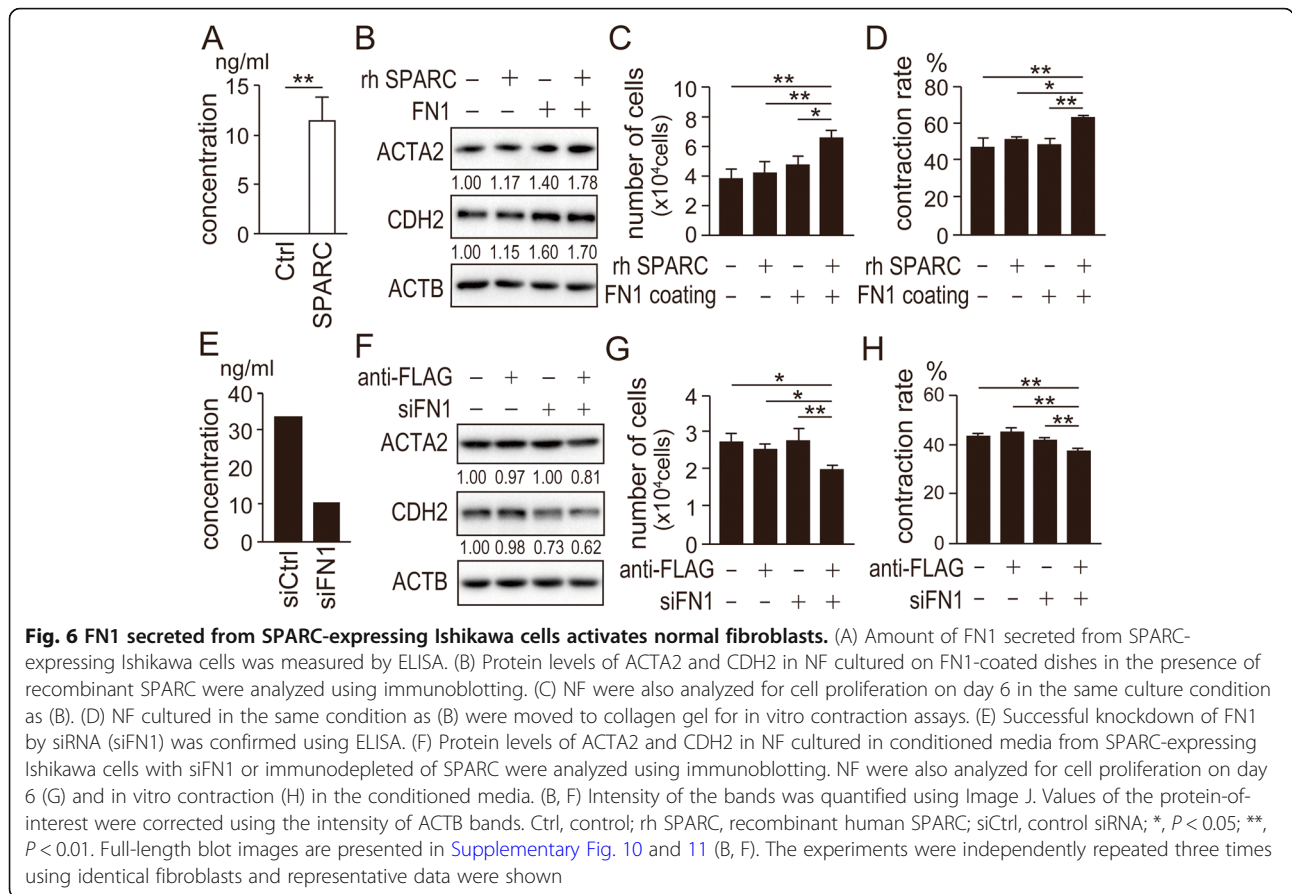 A
ng/ml
15
10
5
0
concentration
**
Ctrl
SPARC
B
rh SPARC – + – +
FN1 – – + +
ACTA2
1.00 1.17 1.40 1.78
CDH2
1.00 1.15 1.60 1.70
ACTB
C
number of cells
(x10⁴cells)
10
8
6
4
2
0
**
**
*
rh SPARC – + – +
FN1 coating – – + +
D
%
contraction rate
80
60
40
20
0
**
*
**
rh SPARC – + – +
FN1 coating – – + +
E
ng/ml
40
30
20
10
0
concentration
siCtrl
siFN1
F
anti-FLAG – + – +
siFN1 – – + +
ACTA2
1.00 0.97 1.00 0.81
CDH2
1.00 0.98 0.73 0.62
ACTB
G
number of cells
(x10⁴cells)
4
3
2
1
0
*
*
**
anti-FLAG – + – +
siFN1 – – + +
H
%
contraction rate
60
40
20
0
**
**
**
anti-FLAG – + – +
siFN1 – – + +
Fig. 6 FN1 secreted from SPARC-expressing Ishikawa cells activates normal fibroblasts. (A) Amount of FN1 secreted from SPARC-
expressing Ishikawa cells was measured by ELISA. (B) Protein levels of ACTA2 and CDH2 in NF cultured on FN1-coated dishes in the presence of
recombinant SPARC were analyzed using immunoblotting. (C) NF were also analyzed for cell proliferation on day 6 in the same culture condition
as (B). (D) NF cultured in the same condition as (B) were moved to collagen gel for in vitro contraction assays. (E) Successful knockdown of FN1
by siRNA (siFN1) was confirmed using ELISA. (F) Protein levels of ACTA2 and CDH2 in NF cultured in conditioned media from SPARC-expressing
Ishikawa cells with siFN1 or immunodepleted of SPARC were analyzed using immunoblotting. NF were also analyzed for cell proliferation on day
6 (G) and in vitro contraction (H) in the conditioned media. (B, F) Intensity of the bands was quantified using Image J. Values of the protein-of-
interest were corrected using the intensity of ACTB bands. Ctrl, control; rh SPARC, recombinant human SPARC; siCtrl, control siRNA; *, P < 0.05; **,
P < 0.01. Full-length blot images are presented in Supplementary Fig. 10 and 11 (B, F). The experiments were independently repeated three times
using identical fibroblasts and representative data were shown